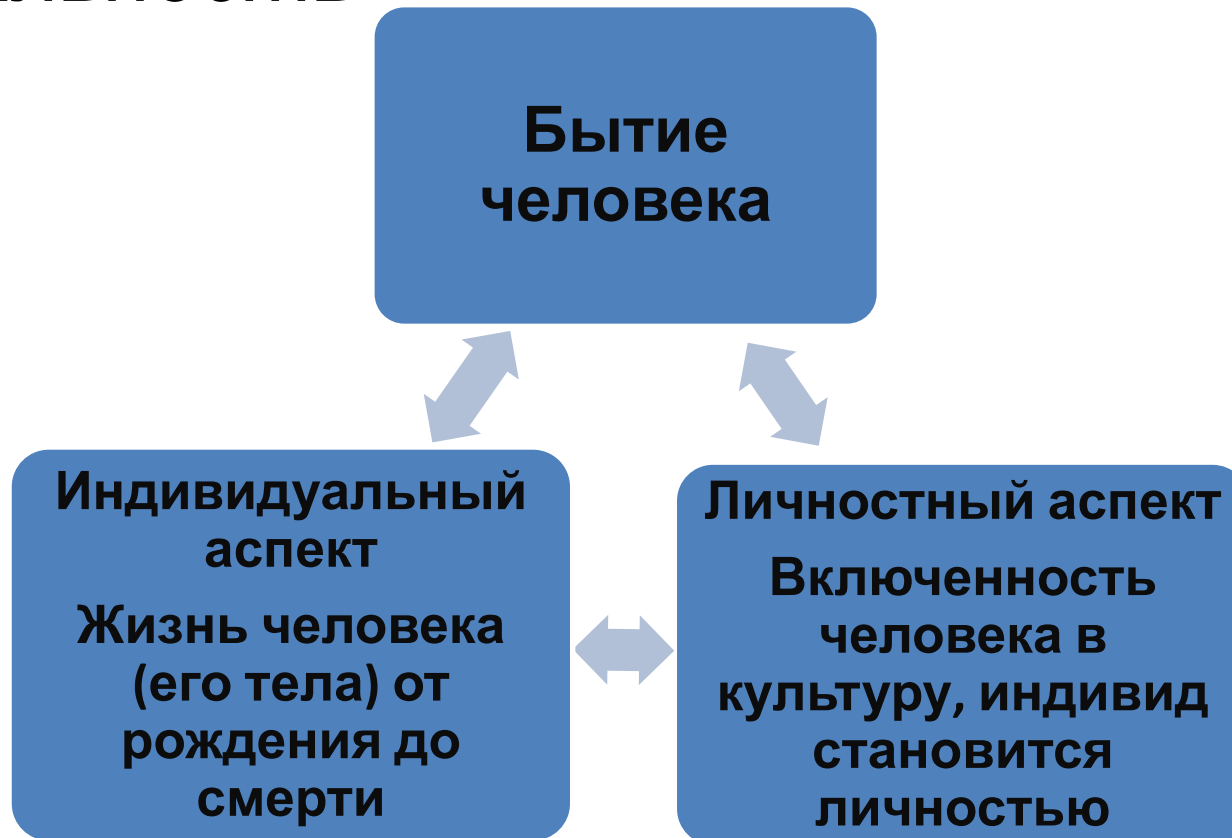 Бытие
человека
Индивидуальный
аспект
Жизнь человека
(его тела) от
рождения до
смерти
Личностный аспект
Включенность
человека в
культуру, индивид
становится
личностью